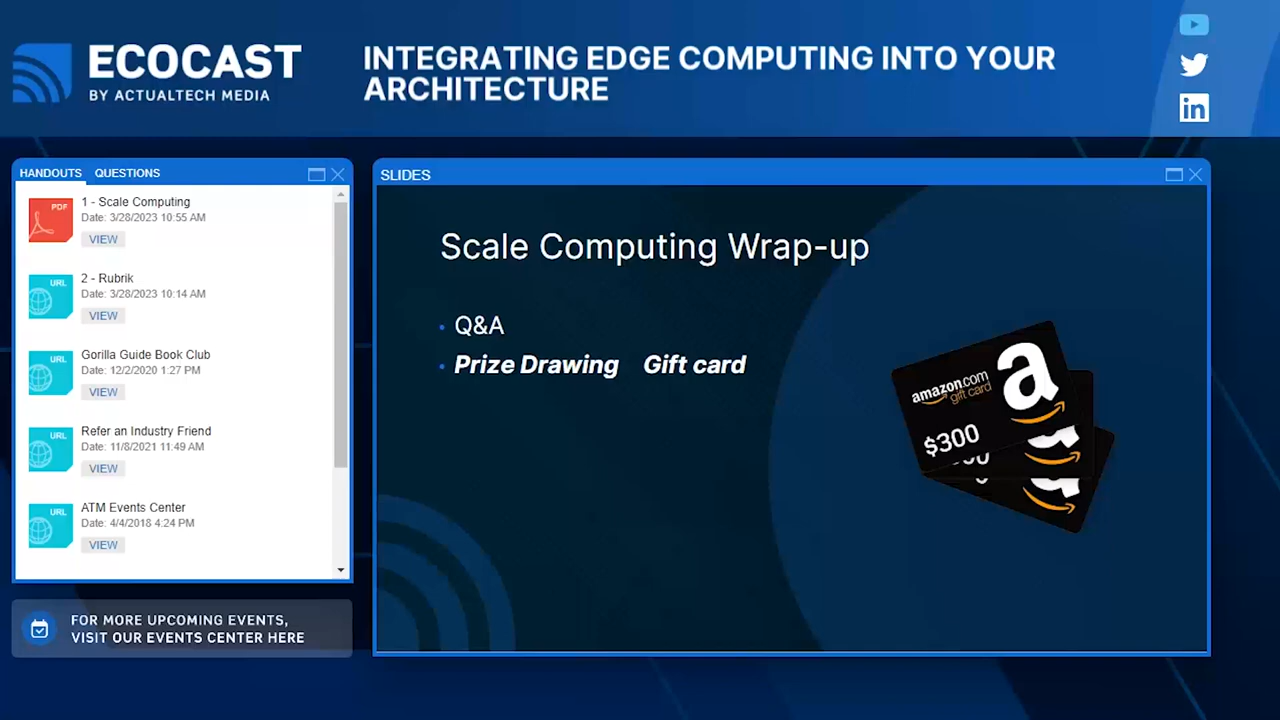 ECOCAST
BY ACTUALTECH MEDIA
INTEGRATING EDGE COMPUTING INTO YOUR
ARCHITECTURE
in
HANDOUTS QUESTIONS
PDF
1 - Scale Computing
Date: 3/28/2023 10:55 AM
VIEW
URL
2 - Rubrik
Date: 3/28/2023 10:14 AM
VIEW
URL
Gorilla Guide Book Club
Date: 12/2/2020 1:27 PM
VIEW
URL
Refer an Industry Friend
Date: 11/8/2021 11:49 AM
VIEW
URL
ATM Events Center
Date: 4/4/2018 4:24 PM
VIEW
FOR MORE UPCOMING EVENTS,
VISIT OUR EVENTS CENTER HERE
SLIDES
Scale Computing Wrap-up
• Q&A
• Prize Drawing Gift card
amazon.com
gift card
a
$300